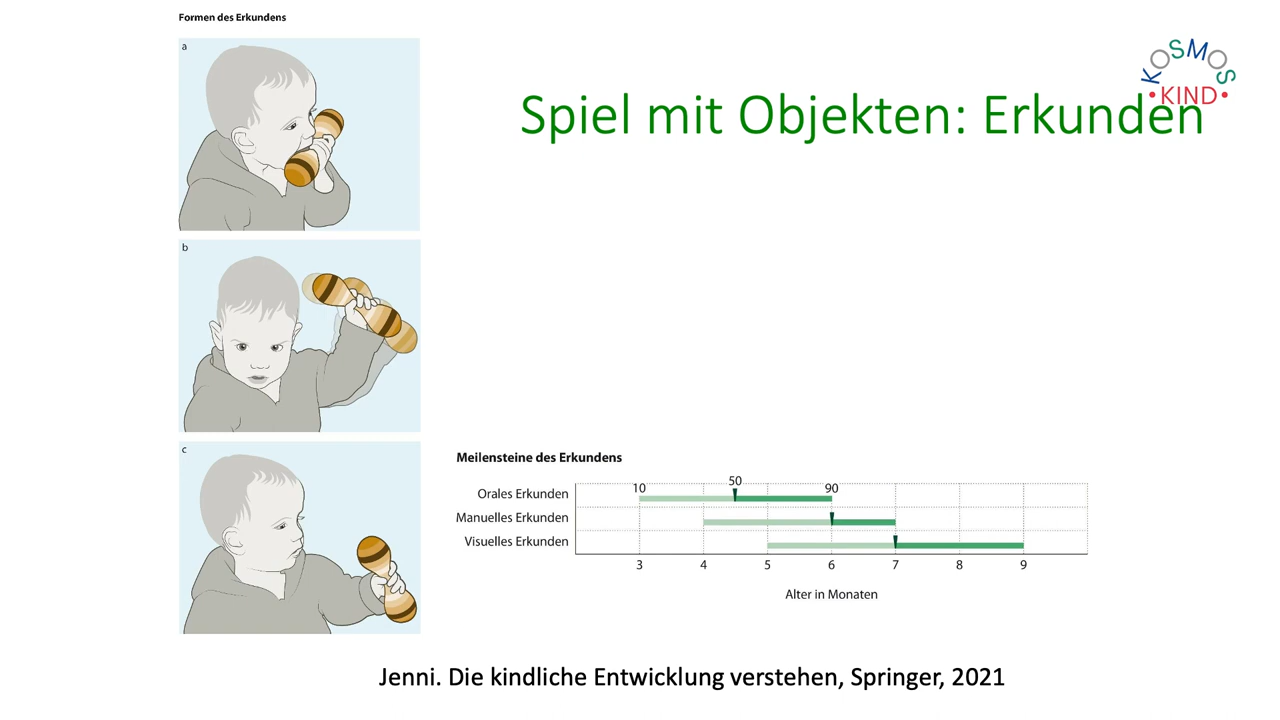 Formen des Erkundens
a
KOSMOS
•KIND•
Spiel mit Objekten: Erkunden
b
c
Meilensteine des Erkundens
10 50 90
Orales Erkunden
Manuelles Erkunden
Visuelles Erkunden
3 4 5 6 7 8 9
Alter in Monaten
Jenni. Die kindliche Entwicklung verstehen, Springer, 2021